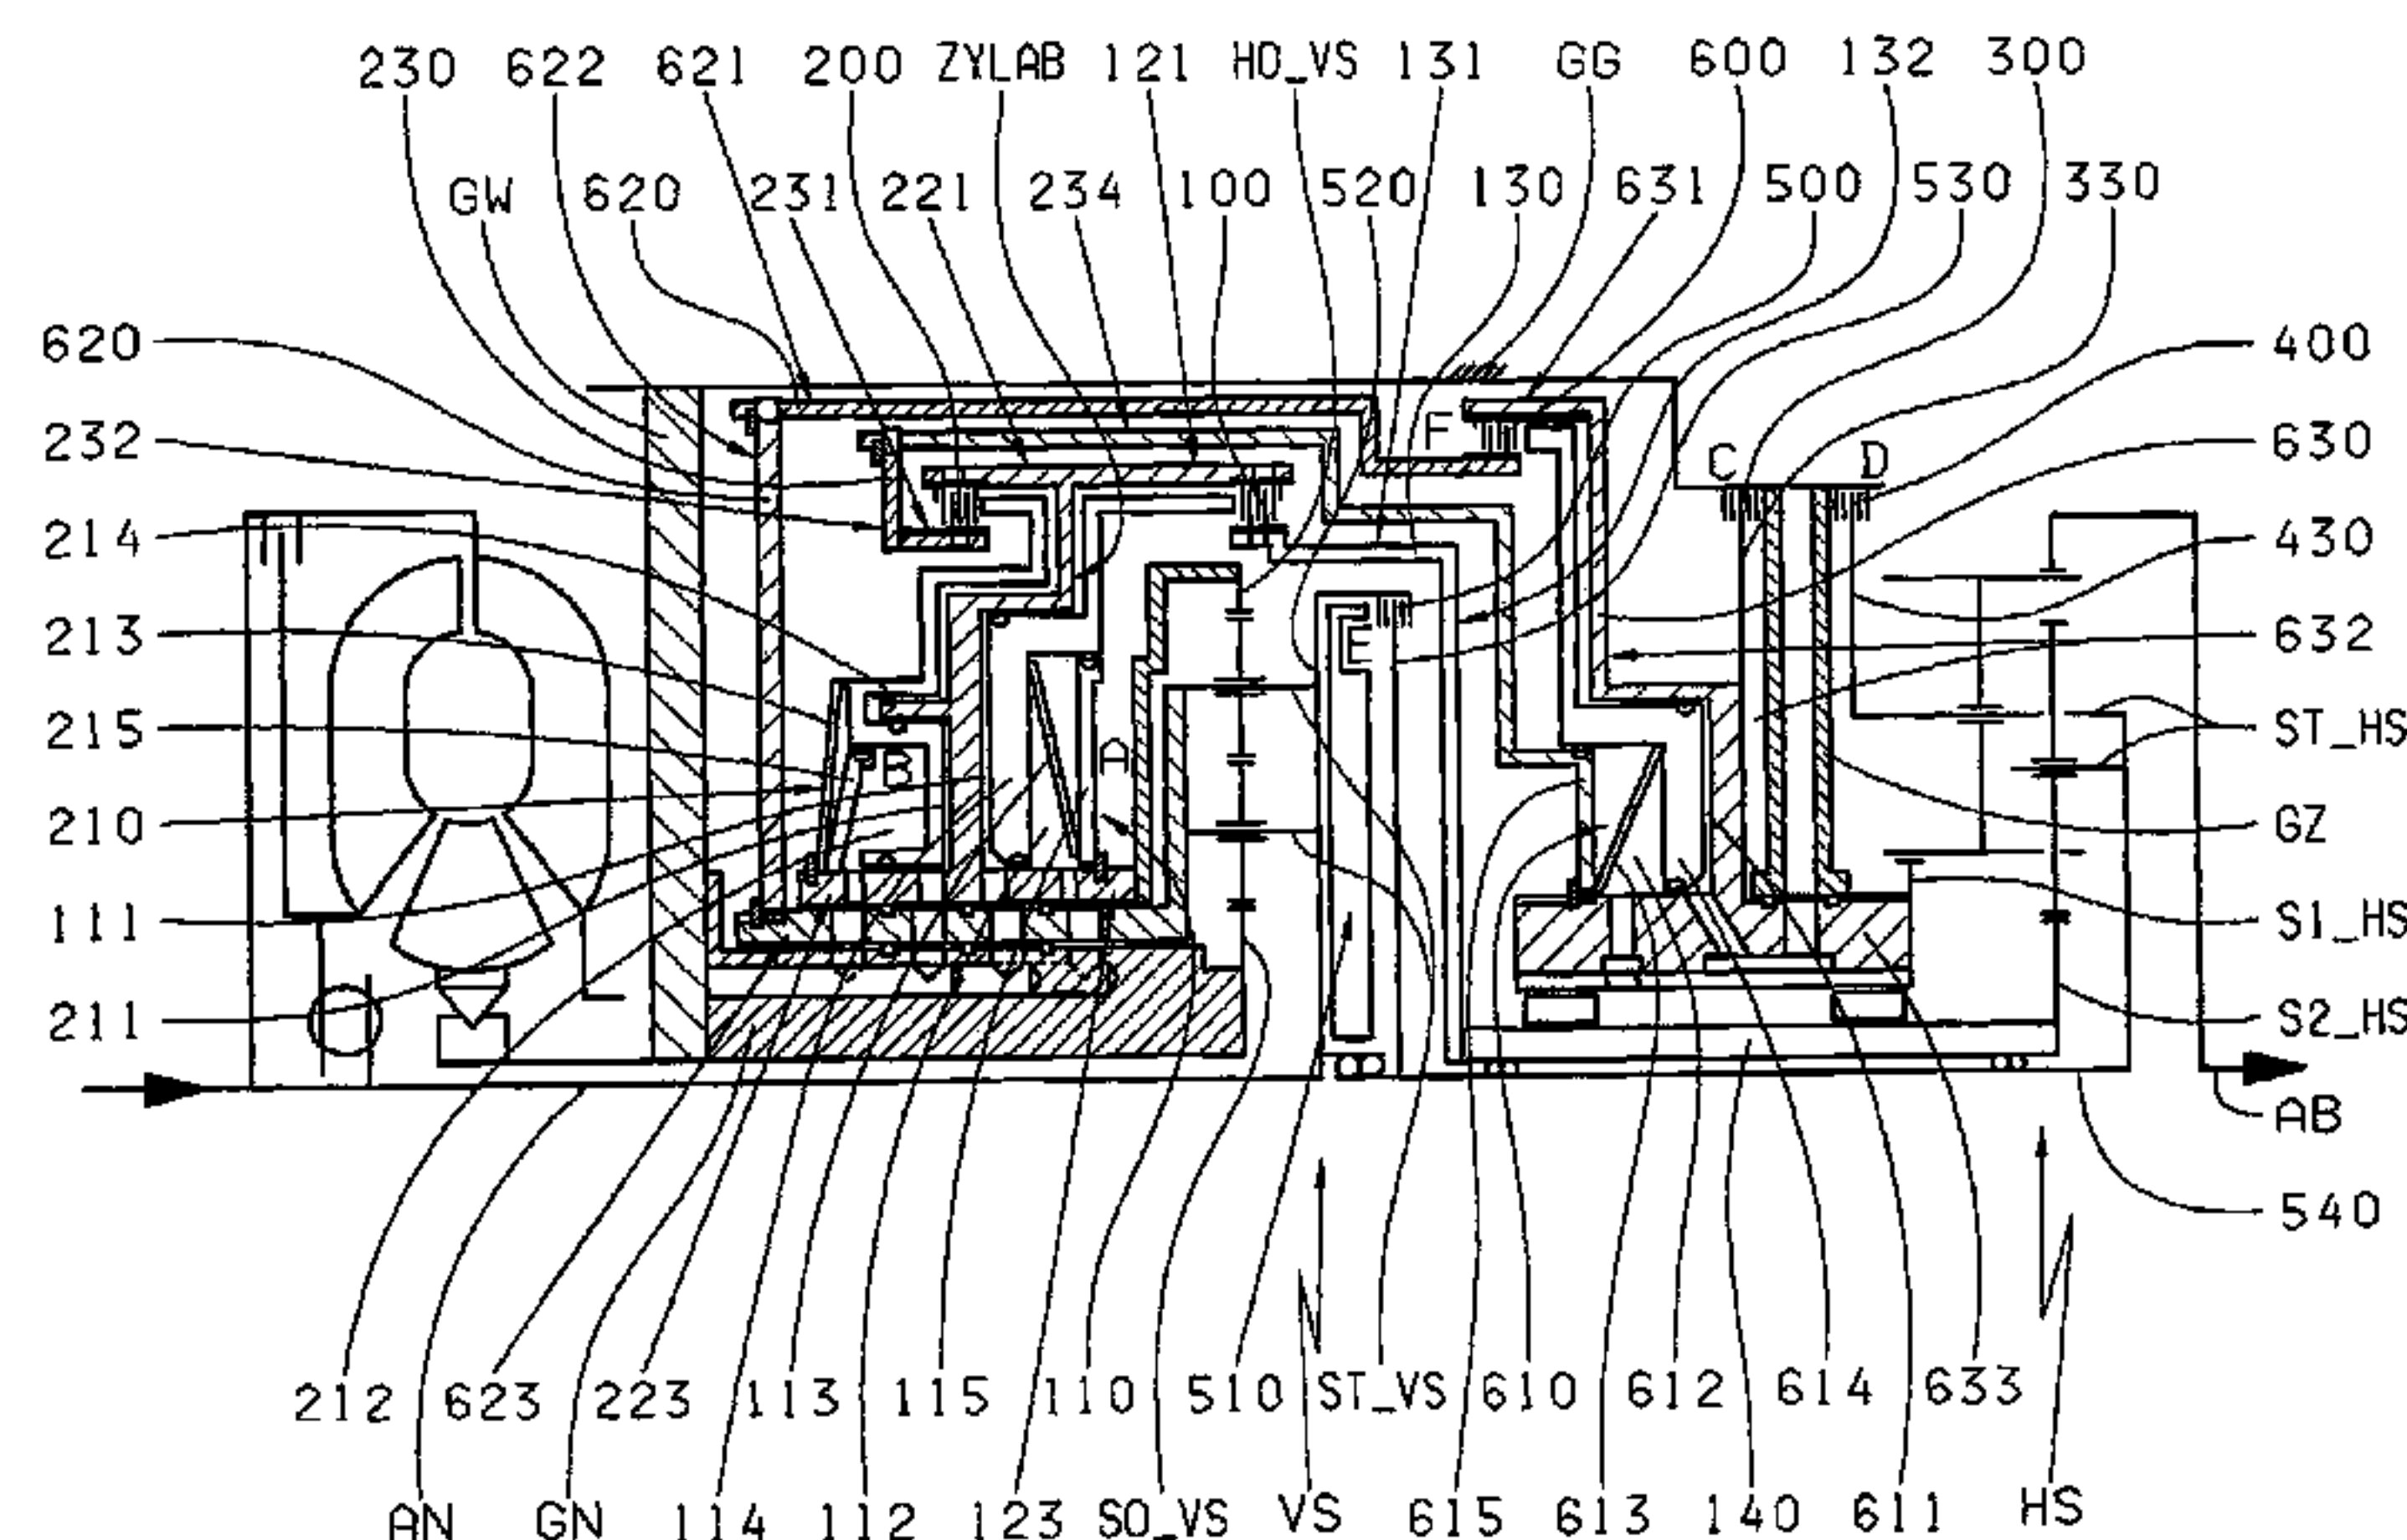 230 622 621 200 ZYLAB 121 HO_VS 131 GG 600 132 300
GW 620 231 221 234 100 520 130 631 500 530 330
620 400
F
232 C D 630
214 430
213 E 632
215 ST_HS
B A
210 GZ
111 S1_HS
211 S2_HS
AB
540
212 623 223 113 115 110 510 ST_VS 610 612 614 633
AN GN 114 112 123 SO_VS VS 615 613 140 611 HS